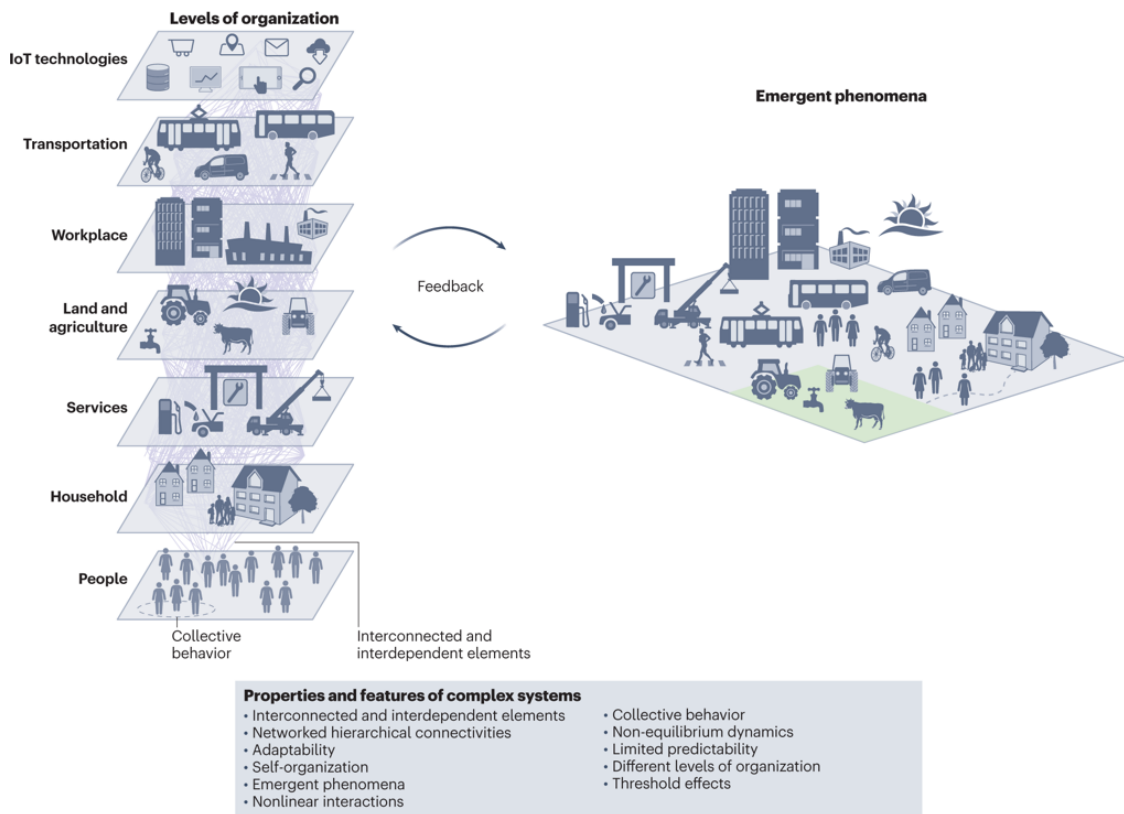 Levels of organization
IoT technologies
Transportation
Workplace
Land and
agriculture
Services
Household
People
Collective
behavior
Interconnected and
interdependent elements
Feedback
Emergent phenomena
Properties and features of complex systems
• Interconnected and interdependent elements
• Networked hierarchical connectivities
• Adaptability
• Self-organization
• Emergent phenomena
• Nonlinear interactions
• Collective behavior
• Non-equilibrium dynamics
• Limited predictability
• Different levels of organization
• Threshold effects